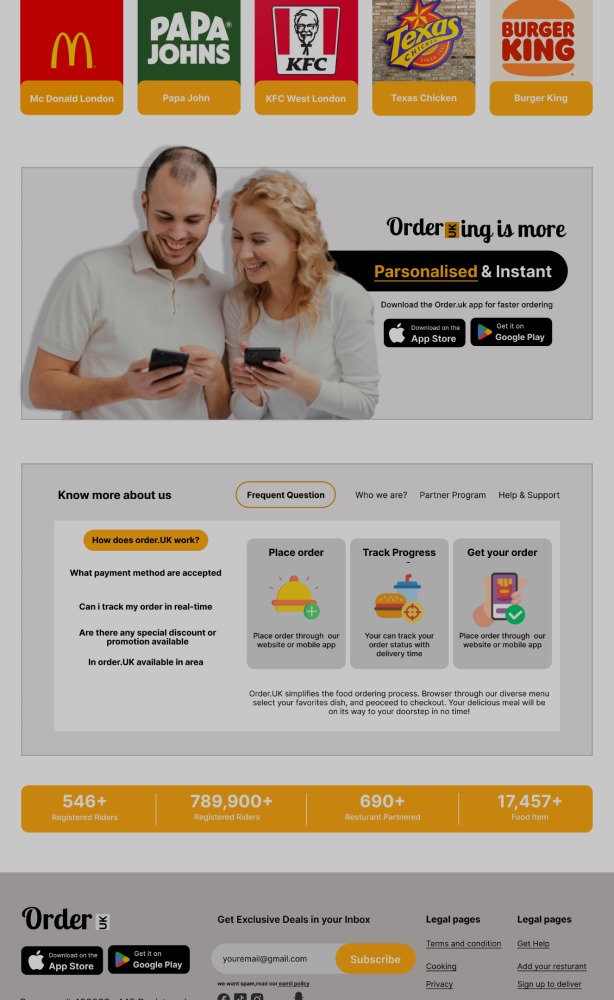 PAPA JOHNS
KFC
Texas
CHICKEN
BURGER KING
Mc Donald London
Papa John
KFC West London
Texas Chicken
Burger King
Order UK ing is more
Parsonalised & Instant
Download the Order.uk app for faster ordering
Download on the
App Store
Get it on
Google Play
Know more about us
Frequent Question
Who we are?
Partner Program
Help & Support
How does order.UK work?
What payment method are accepted
Can i track my order in real-time
Are there any special discount or
promotion available
In order.UK available in area
Place order
Place order through our
website or mobile app
Track Progress
-
Your can track your
order status with
delivery time
Get your order
Place order through our
website or mobile app
Order.UK simplifies the food ordering process. Browser through our diverse menu
select your favorites dish, and peoceed to checkout. Your delicious meal will be
on its way to your doorstep in no time!
546+
Registered Riders
789,900+
Registered Riders
690+
Resturant Partnered
17,457+
Food Item
Order UK
Download on the
App Store
Get it on
Google Play
Get Exclusive Deals in your Inbox
youremail@gmail.com
Subscribe
we want spam,read our eamil policy
Legal pages
Terms and condition
Cooking
Privacy
Legal pages
Get Help
Add your resturant
Sign up to deliver